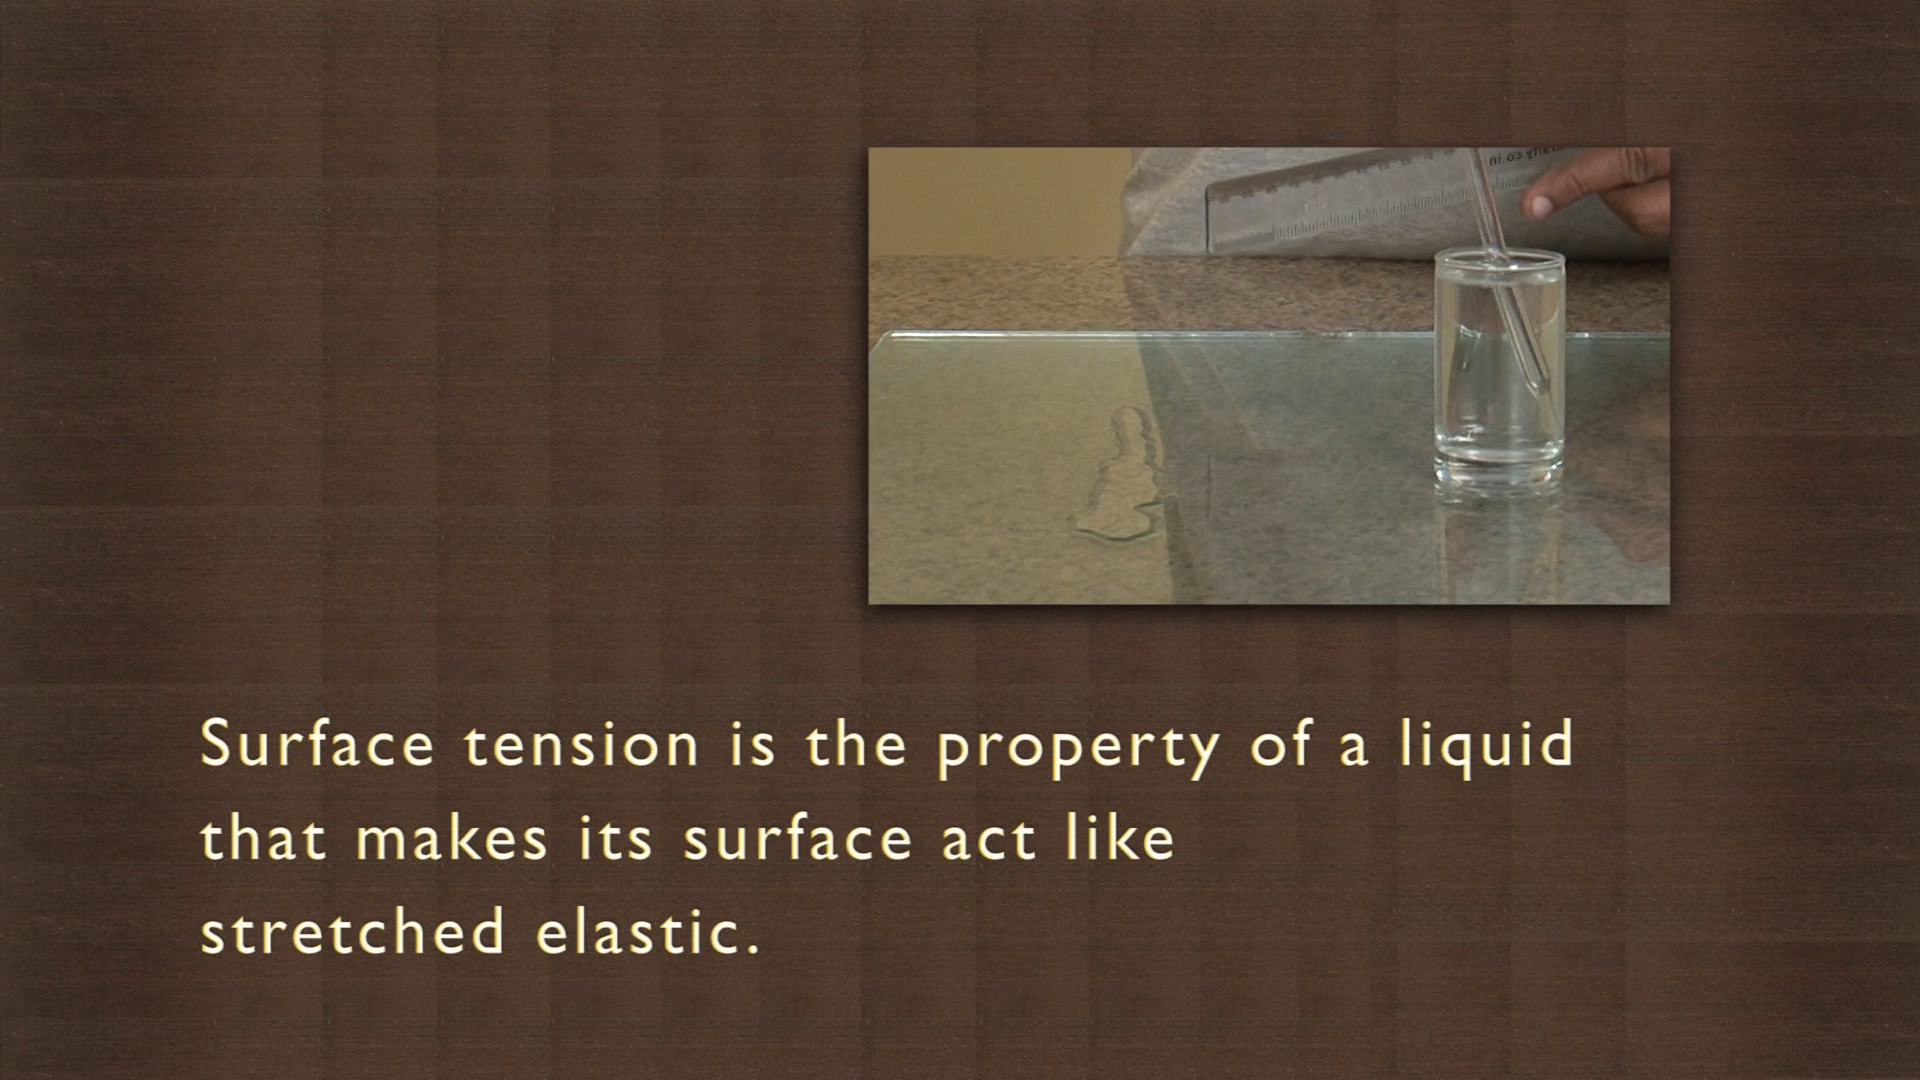 Surface tension is the property of a liquid
that makes its surface act like
stretched elastic.